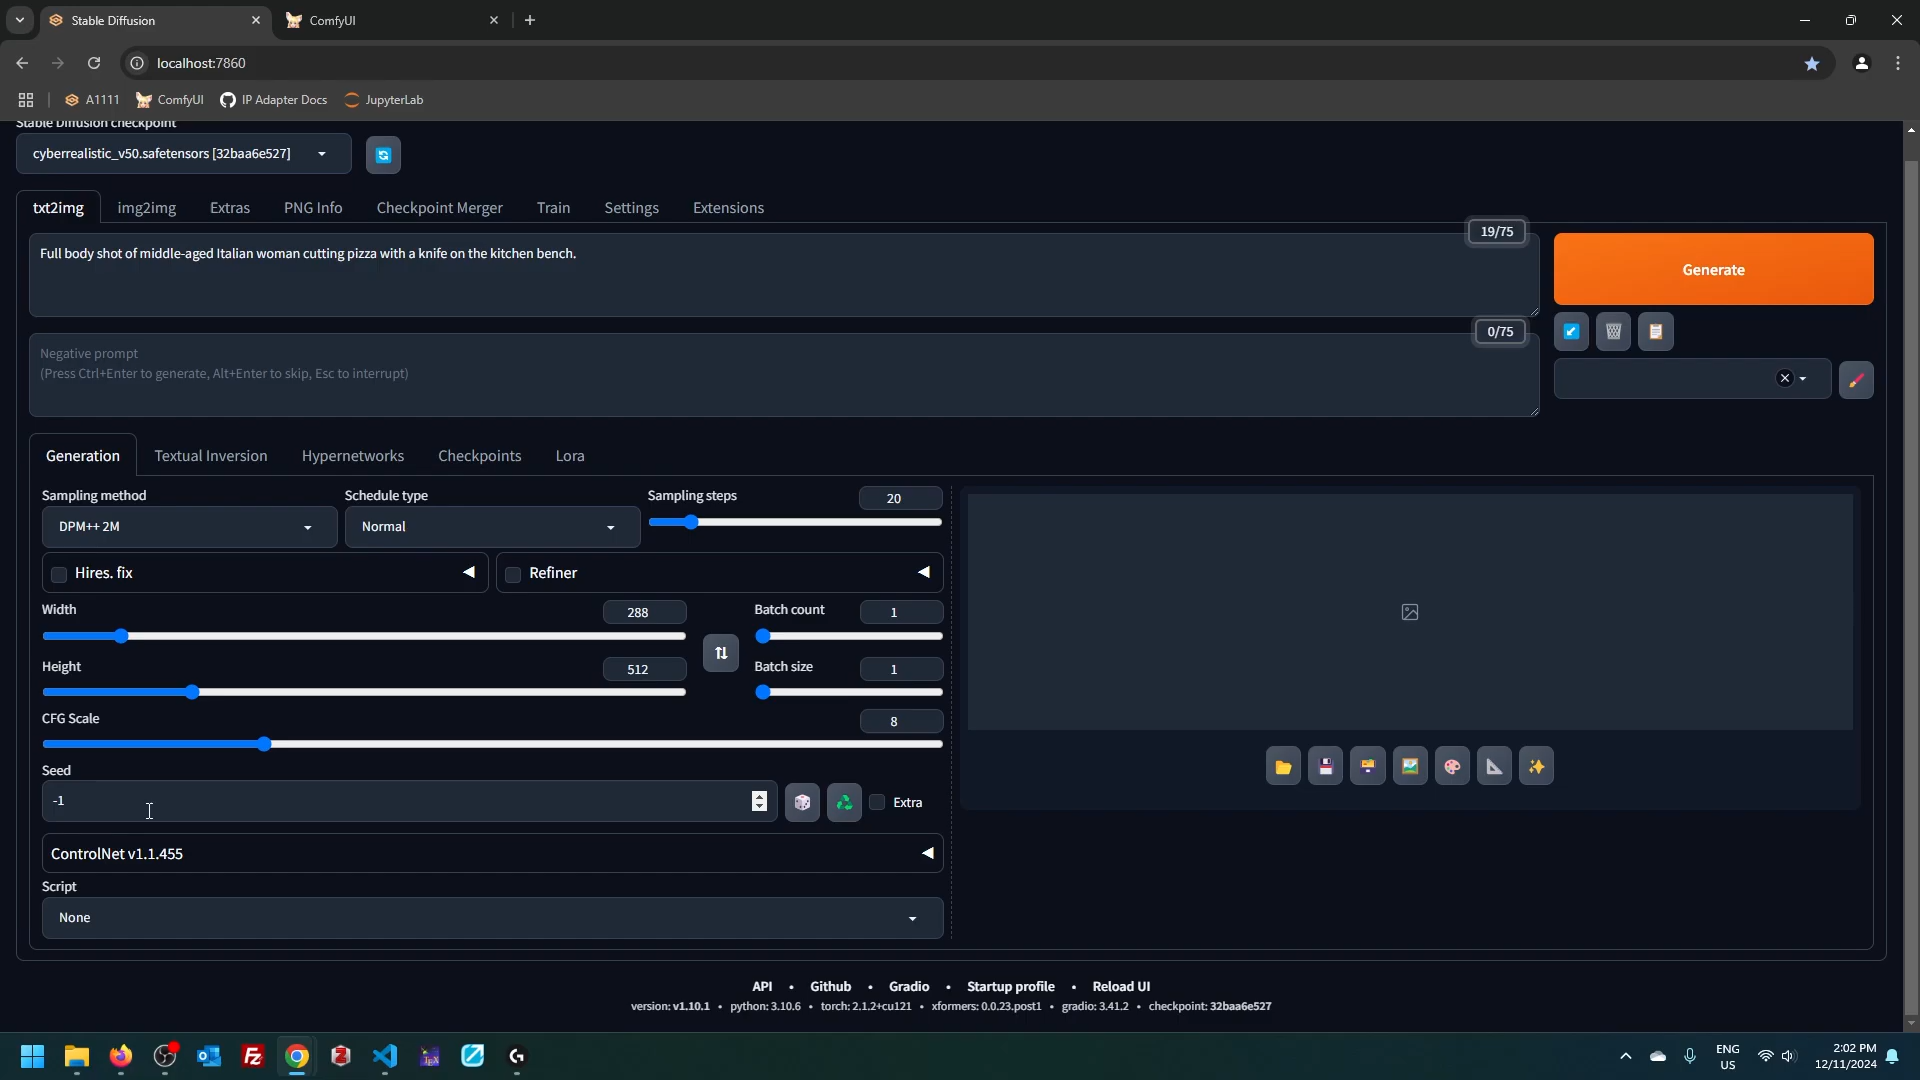 Stable Diffusion
ComfyUI
localhost:7860
A1111
ComfyUI
IP Adapter Docs
JupyterLab
Stable Diffusion checkpoint
cyberrealistic_v50.safetensors [32baa6e527]
txt2img
img2img
Extras
PNG Info
Checkpoint Merger
Train
Settings
Extensions
19/75
Full body shot of middle-aged Italian woman cutting pizza with a knife on the kitchen bench.
Generate
0/75
Negative prompt
(Press Ctrl+Enter to generate, Alt+Enter to skip, Esc to interrupt)
Generation
Textual Inversion
Hypernetworks
Checkpoints
Lora
Sampling method
Schedule type
Sampling steps
20
DPM++ 2M
Normal
Hires. fix
Refiner
Width
288
Batch count
1
Height
512
Batch size
1
CFG Scale
8
Seed
-1
Extra
ControlNet v1.1.455
Script
None
API • Github • Gradio • Startup profile • Reload UI
version: v1.10.1 • python: 3.10.6 • torch: 2.1.2+cu121 • xformers: 0.0.23.post1 • gradio: 3.41.2 • checkpoint: 32baa6e527
ENG
US
2:02 PM
12/11/2024